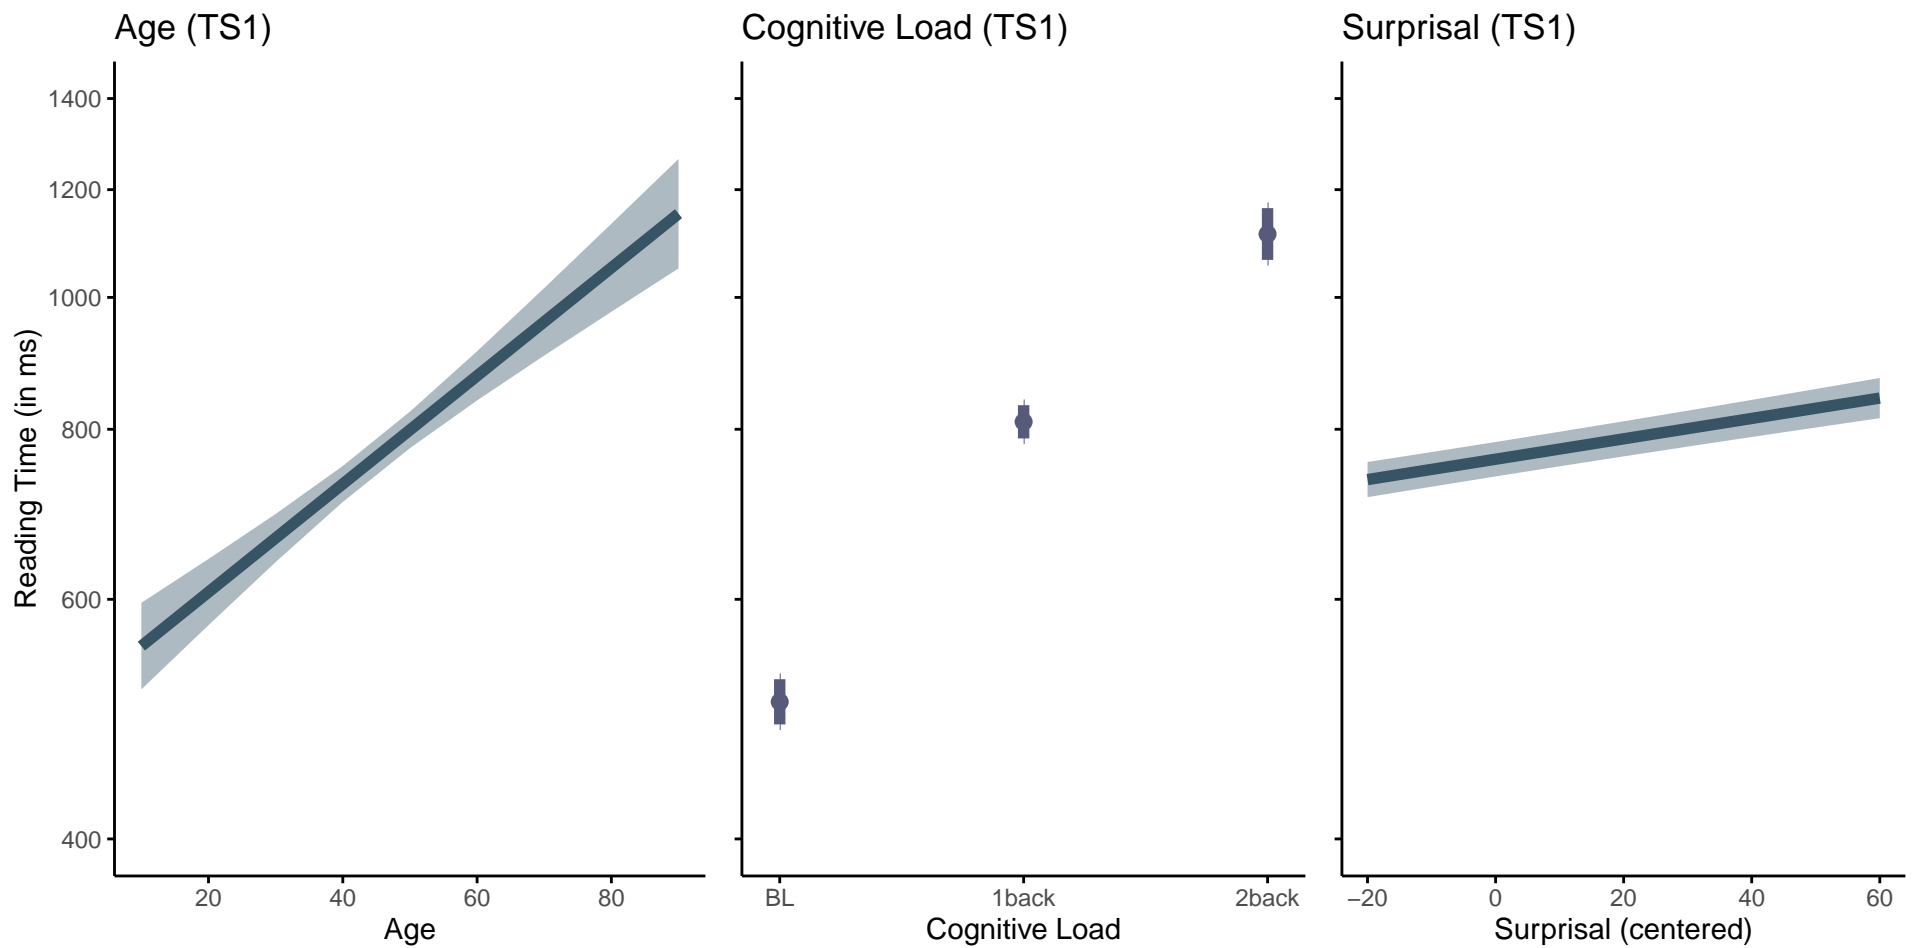 Age (TS1)
Cognitive Load (TS1)
Surprisal (TS1)
Reading Time (in ms)
1400
1200
1000
800
600
400
20 40 60 80
BL 1back 2back
−20 0 20 40 60
Age
Cognitive Load
Surprisal (centered)